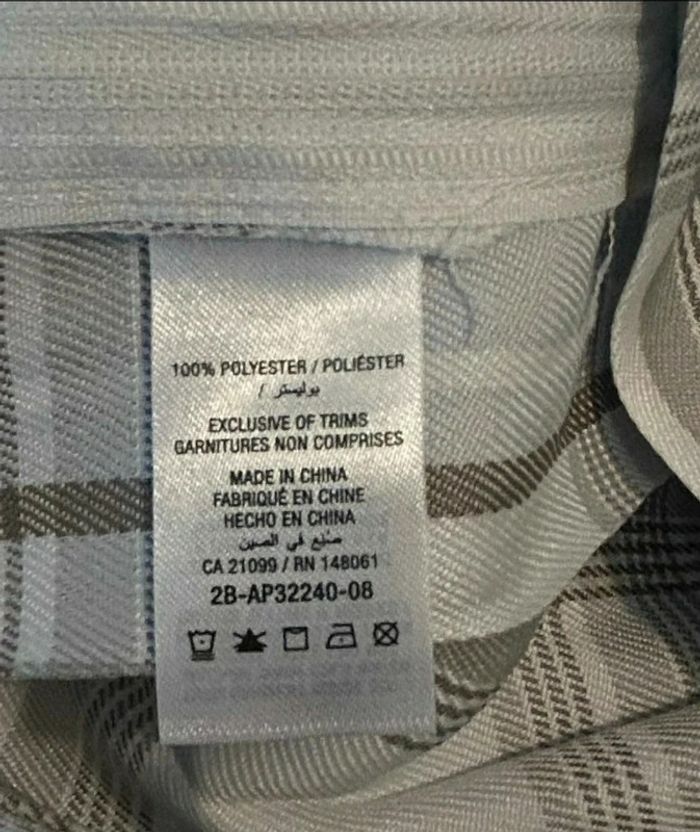 100% POLYESTER / POLIÉSTER
بوليستر /
EXCLUSIVE OF TRIMS
GARNITURES NON COMPRISES
MADE IN CHINA
FABRIQUÉ EN CHINE
HECHO EN CHINA
صنع في الصين
CA 21099 / RN 148061
2B-AP32240-08